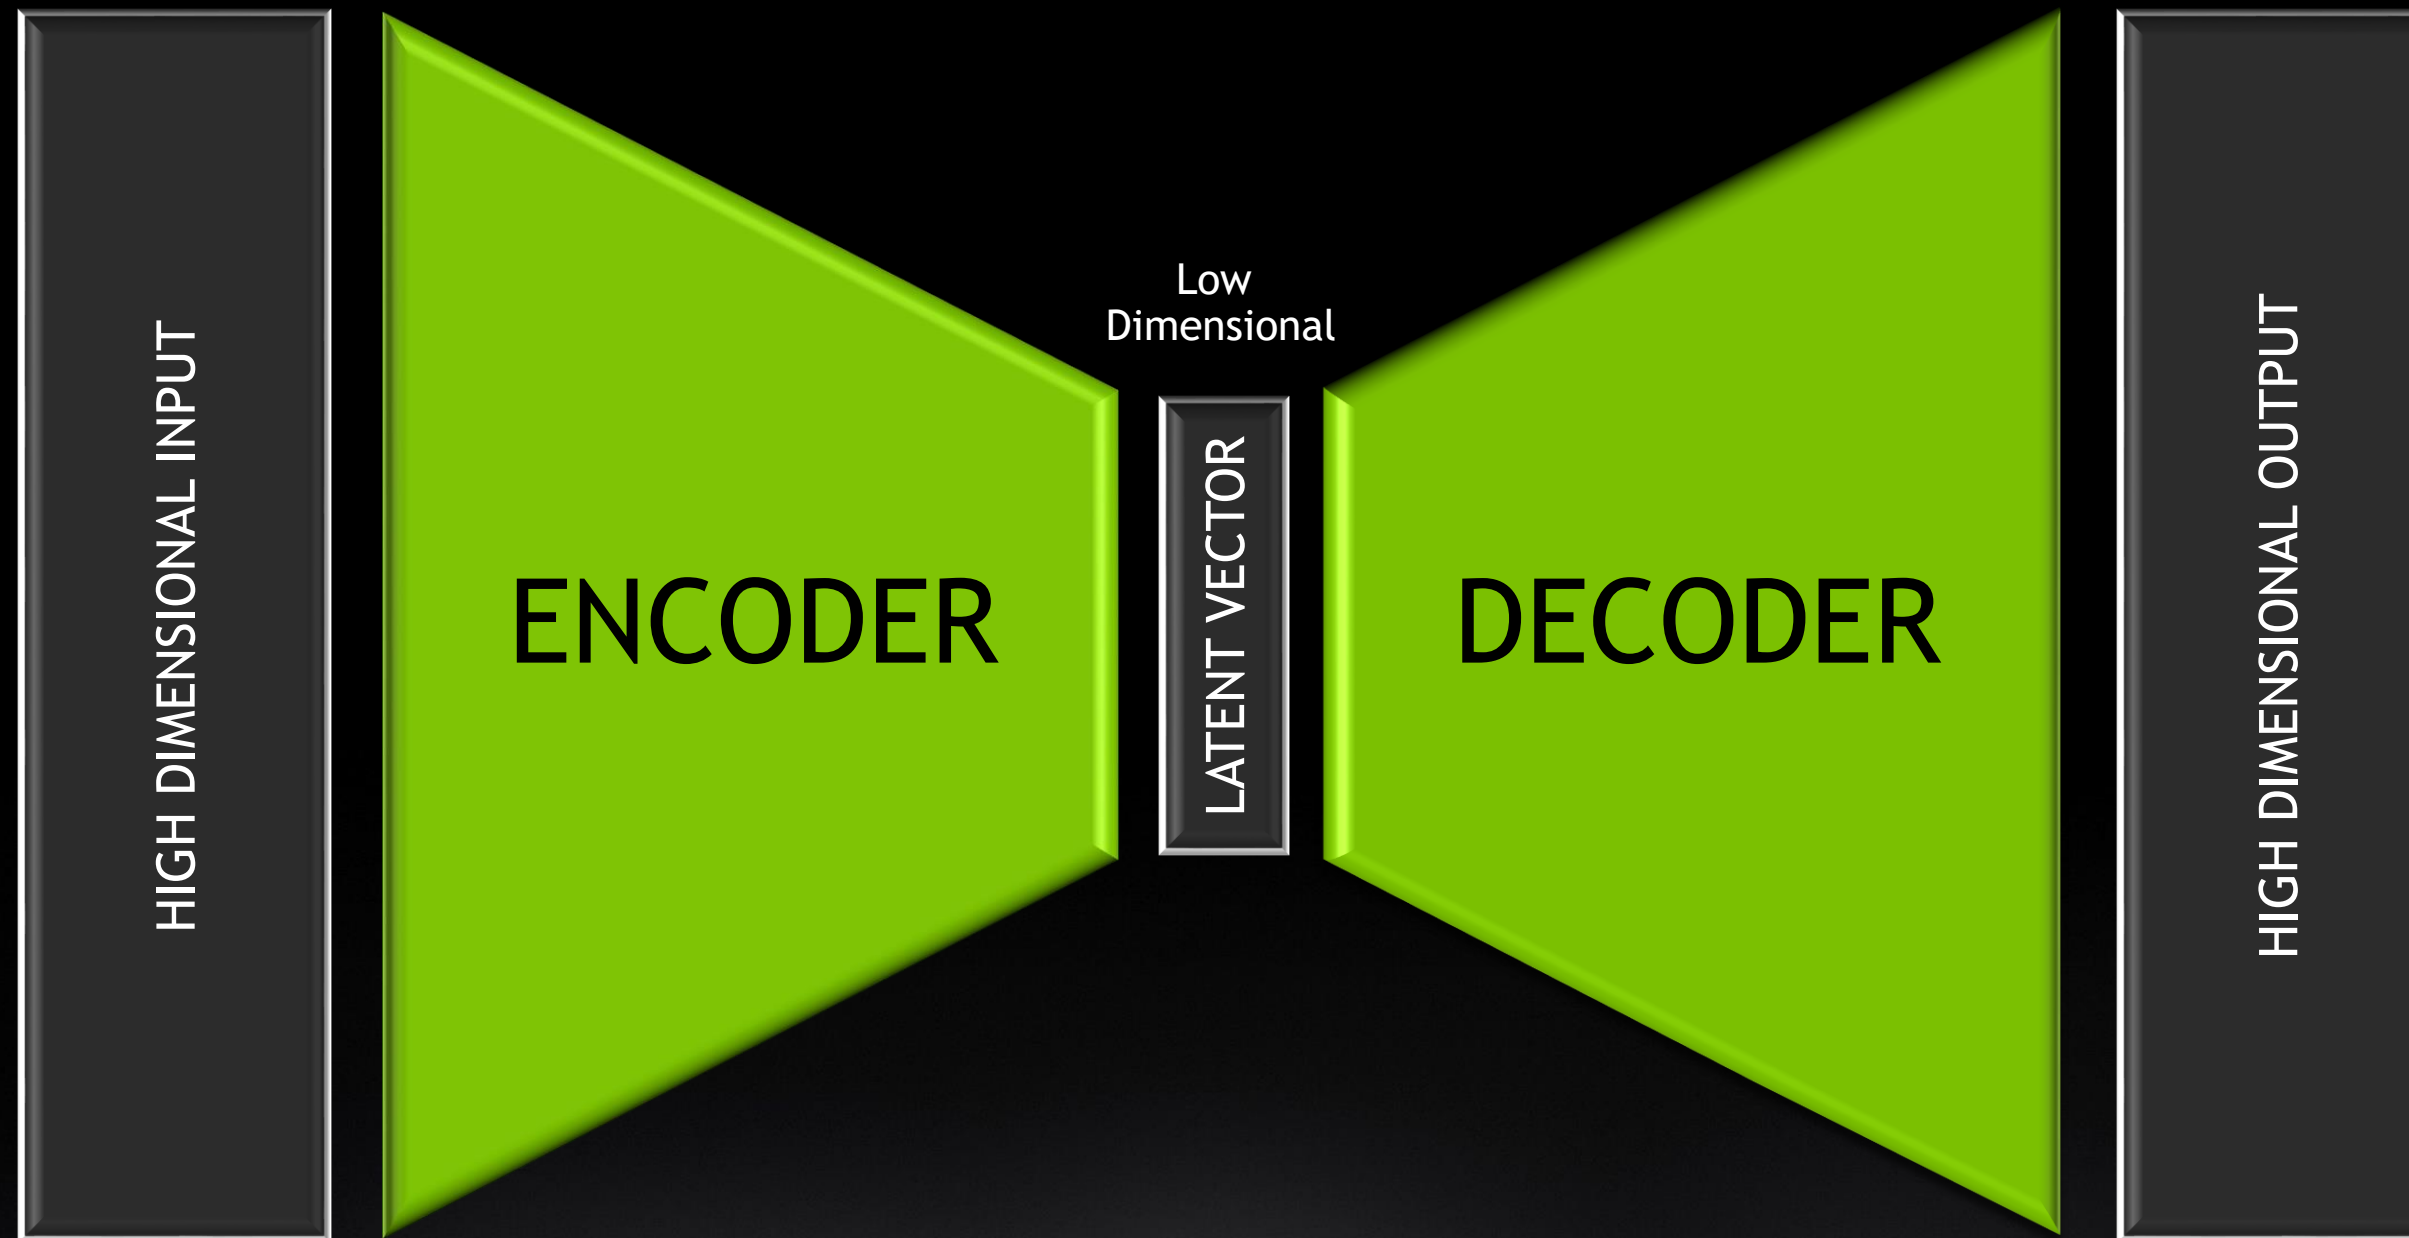 HIGH DIMENSIONAL INPUT
ENCODER
Low
Dimensional
LATENT VECTOR
DECODER
HIGH DIMENSIONAL OUTPUT